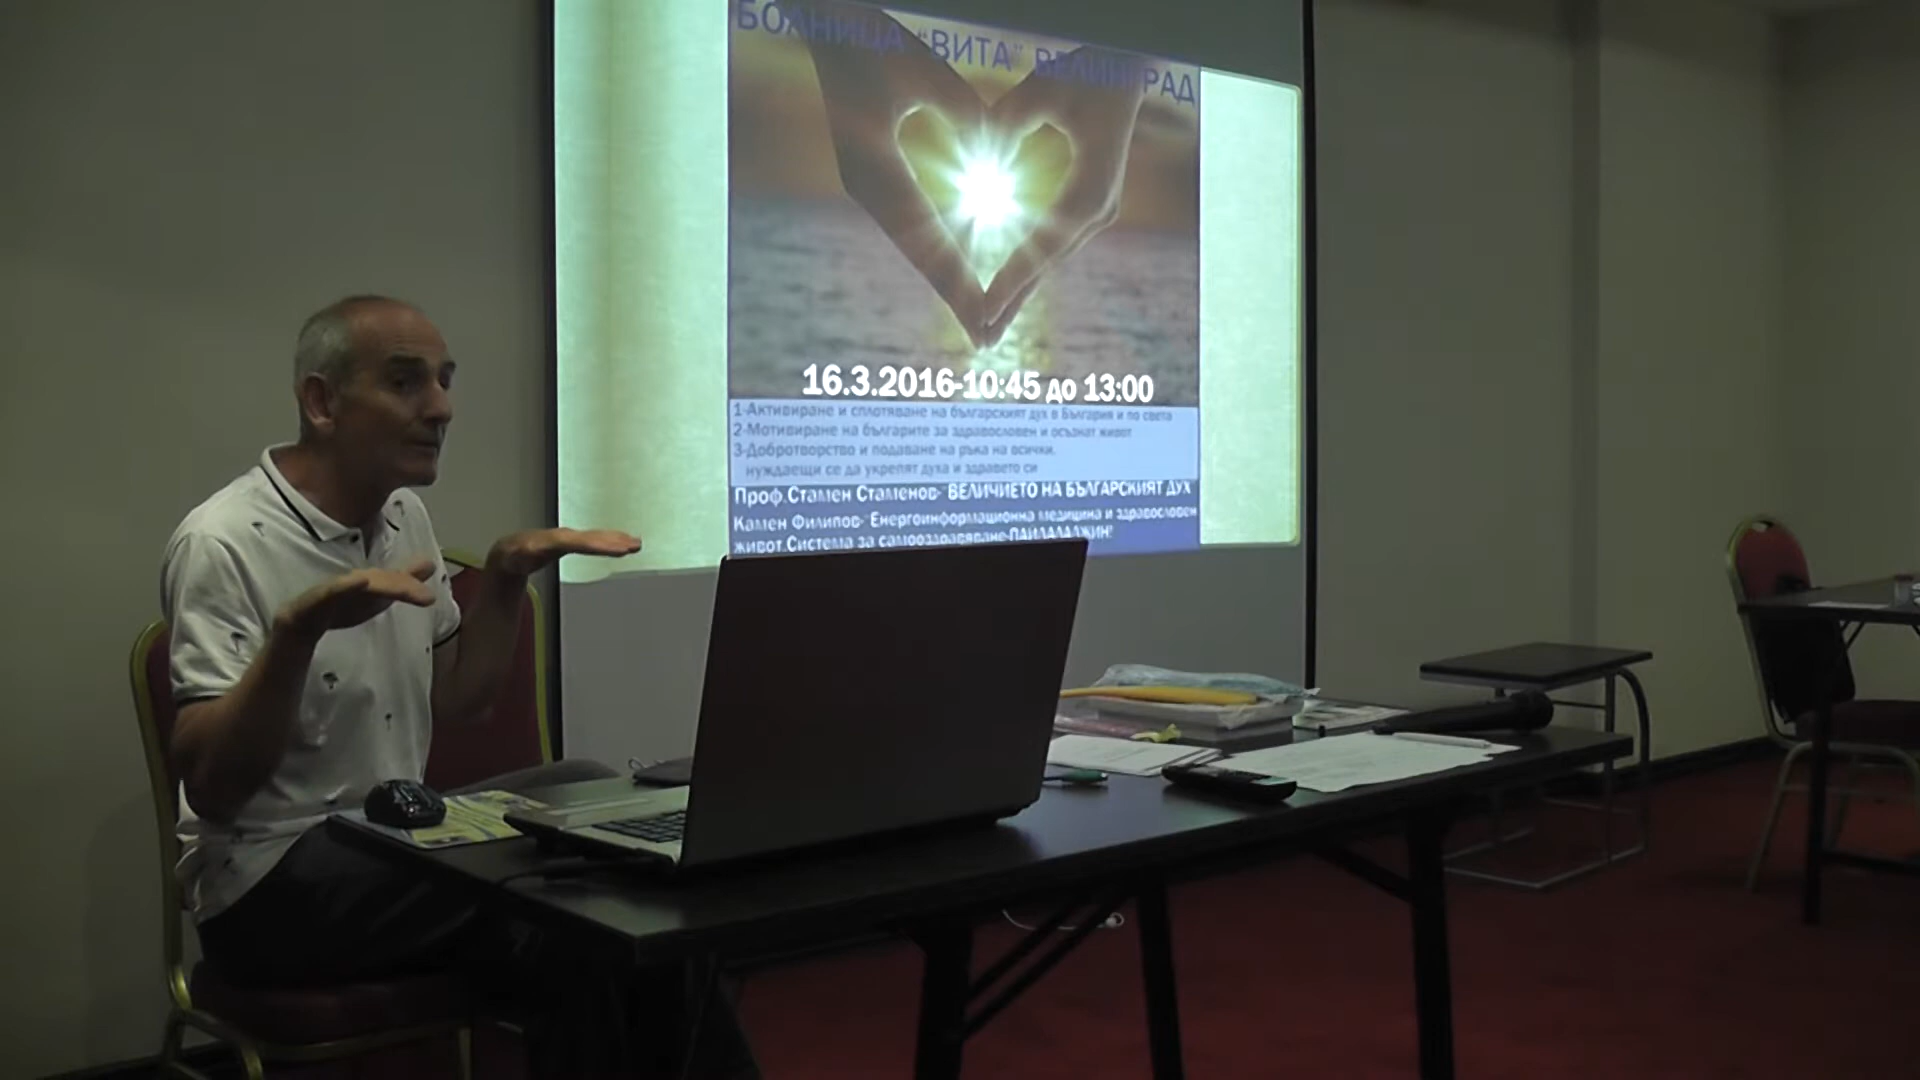 БОЛНИЦА "ВИТА" ВЕЛИНГРАД
16.3.2016-10:45 до 13:00
1-Активиране и сплотяване на българският дух в България и по света
2-Мотивиране на българите за здравословен и осъзнат живот
3-Добротворство и подаване на ръка на всички,
нуждаещи се да укрепят духа и здравето си
Проф.Стамен Стаменов-"ВЕЛИЧИЕТО НА БЪЛГАРСКИЯТ ДУХ
Камен Филипов-"Енергоинформационна медицина и здравословен
живот.Система за самооздравяване-